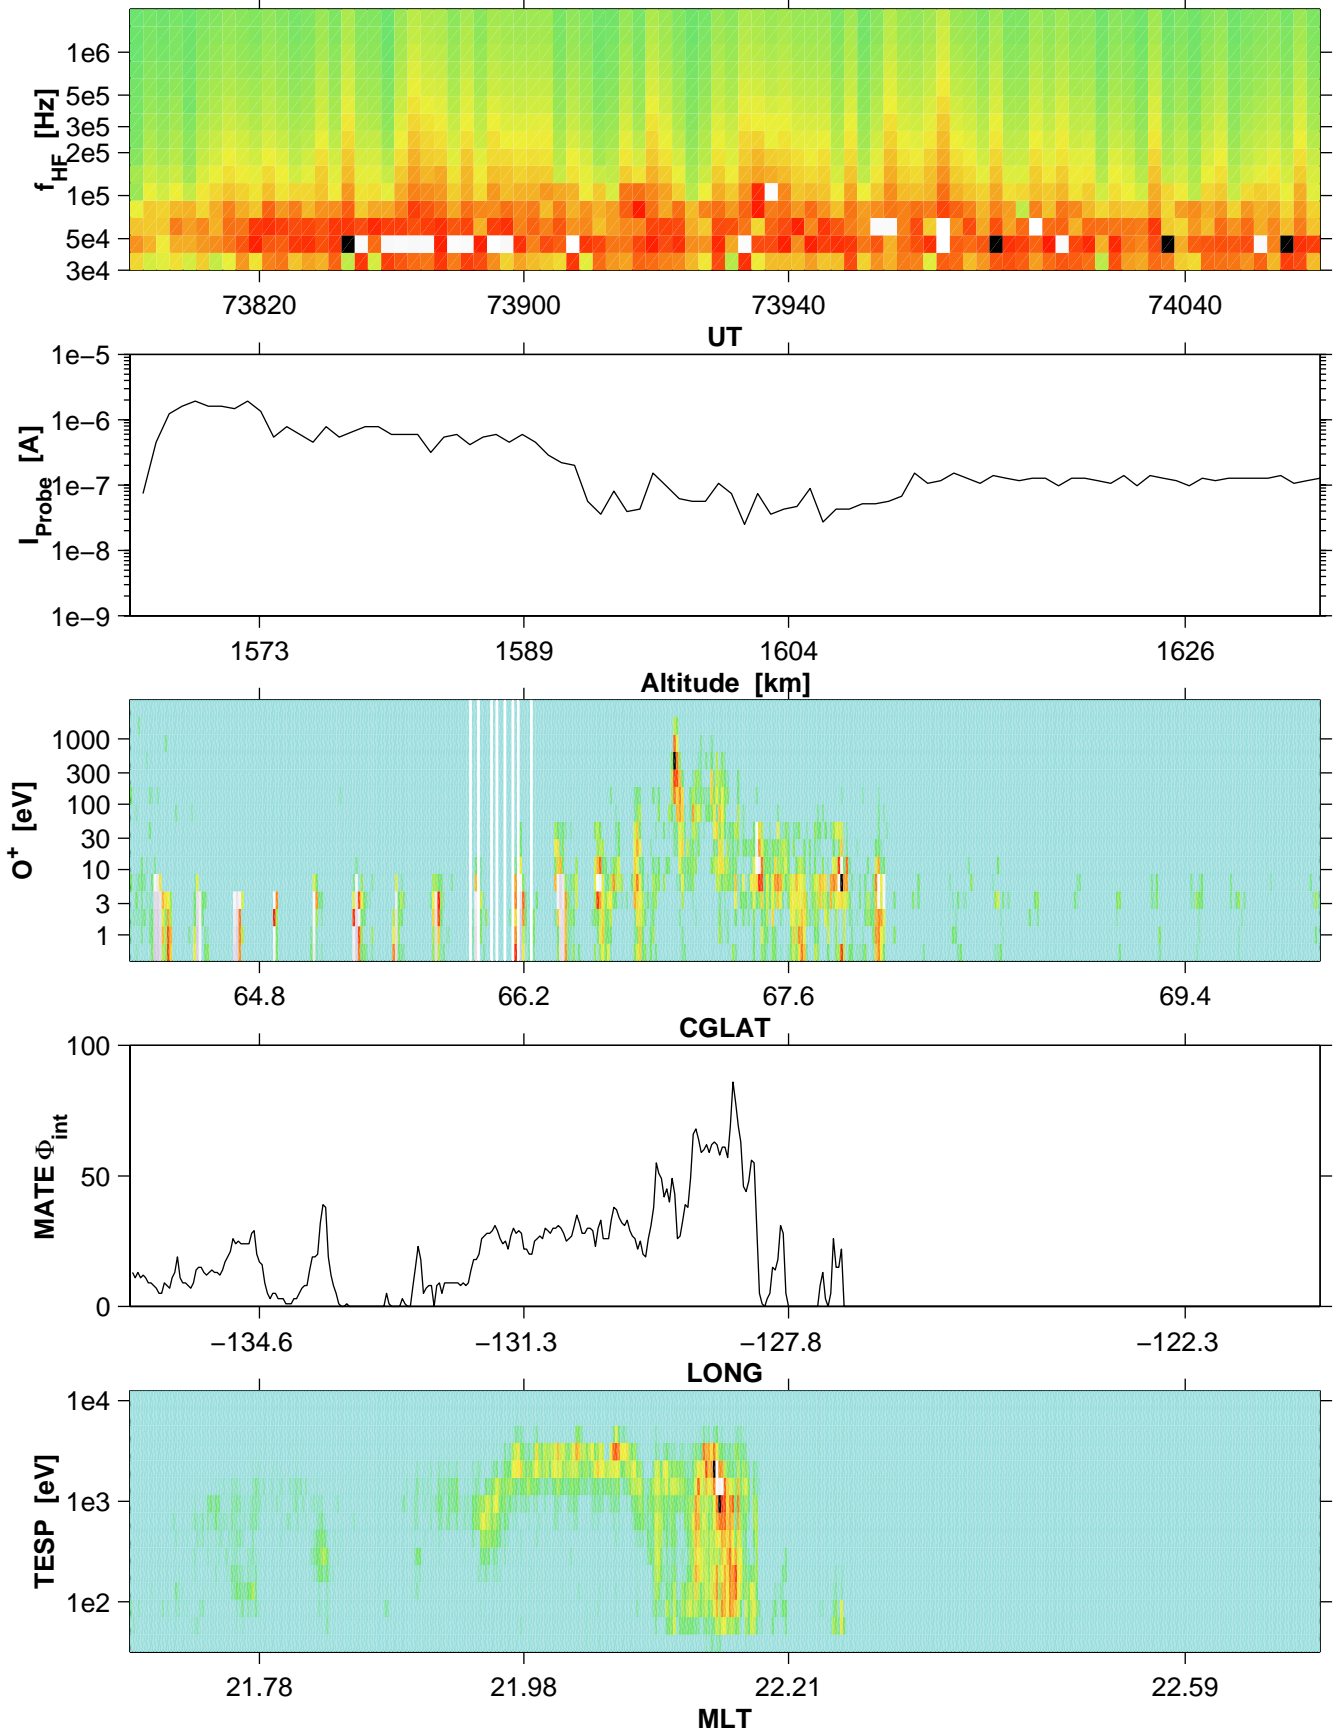 f_HF [Hz]
1e6
5e5
3e5
2e5
1e5
5e4
3e4
73820 73900 73940 74040
UT
I_Probe [A]
1e−5
1e−6
1e−7
1e−8
1e−9
1573 1589 1604 1626
Altitude [km]
O⁺ [eV]
1000
300
100
30
10
3
1
64.8 66.2 67.6 69.4
CGLAT
MATE Φ_int
100
50
0
−134.6 −131.3 −127.8 −122.3
LONG
TESP [eV]
1e4
1e3
1e2
21.78 21.98 22.21 22.59
MLT